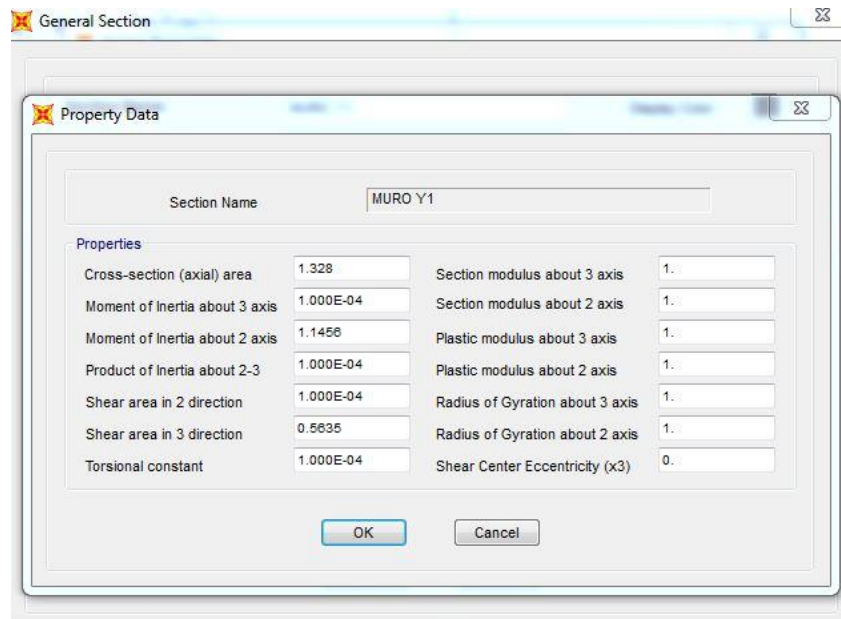 General Section
Property Data
Section Name MURO Y1
Properties
Cross-section (axial) area 1.328 Section modulus about 3 axis 1.
Moment of Inertia about 3 axis 1.000E-04 Section modulus about 2 axis 1.
Moment of Inertia about 2 axis 1.1456 Plastic modulus about 3 axis 1.
Product of Inertia about 2-3 1.000E-04 Plastic modulus about 2 axis 1.
Shear area in 2 direction 1.000E-04 Radius of Gyration about 3 axis 1.
Shear area in 3 direction 0.5635 Radius of Gyration about 2 axis 1.
Torsional constant 1.000E-04 Shear Center Eccentricity (x3) 0.
OK Cancel